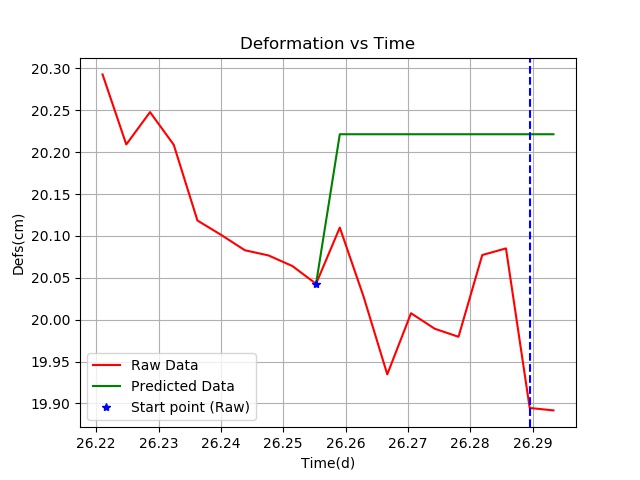 Deformation vs Time
Defs(cm)
20.30
20.25
20.20
20.15
20.10
20.05
20.00
19.95
19.90
Raw Data
Predicted Data
Start point (Raw)
26.22 26.23 26.24 26.25 26.26 26.27 26.28 26.29
Time(d)